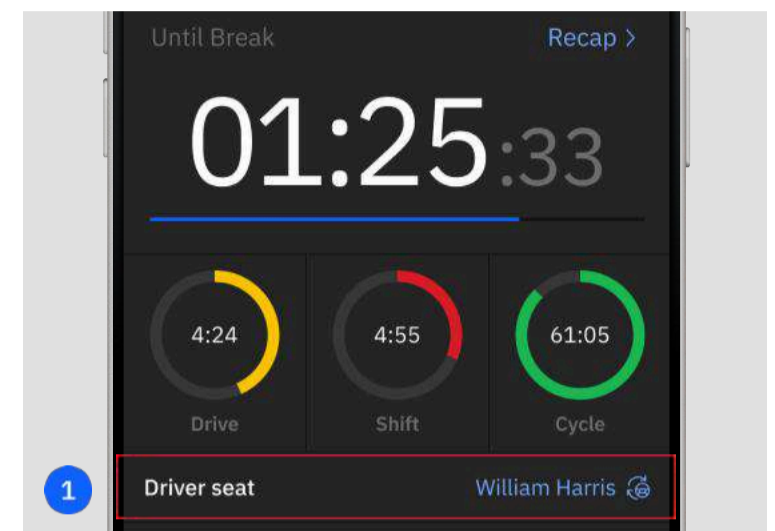 Until Break
Recap >
01:25:33
4:24
4:55
61:05
Drive
Shift
Cycle
1
Driver seat
William Harris